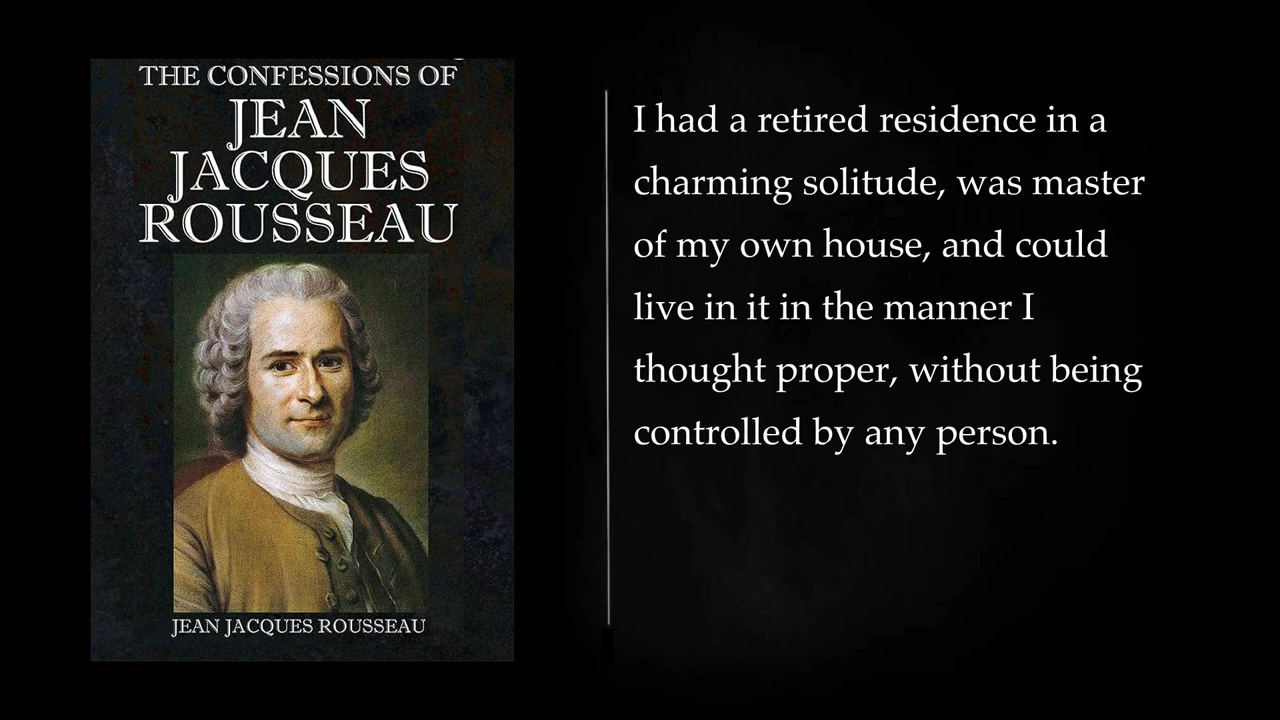 THE CONFESSIONS OF
JEAN
JACQUES
ROUSSEAU
JEAN JACQUES ROUSSEAU
I had a retired residence in a
charming solitude, was master
of my own house, and could
live in it in the manner I
thought proper, without being
controlled by any person.